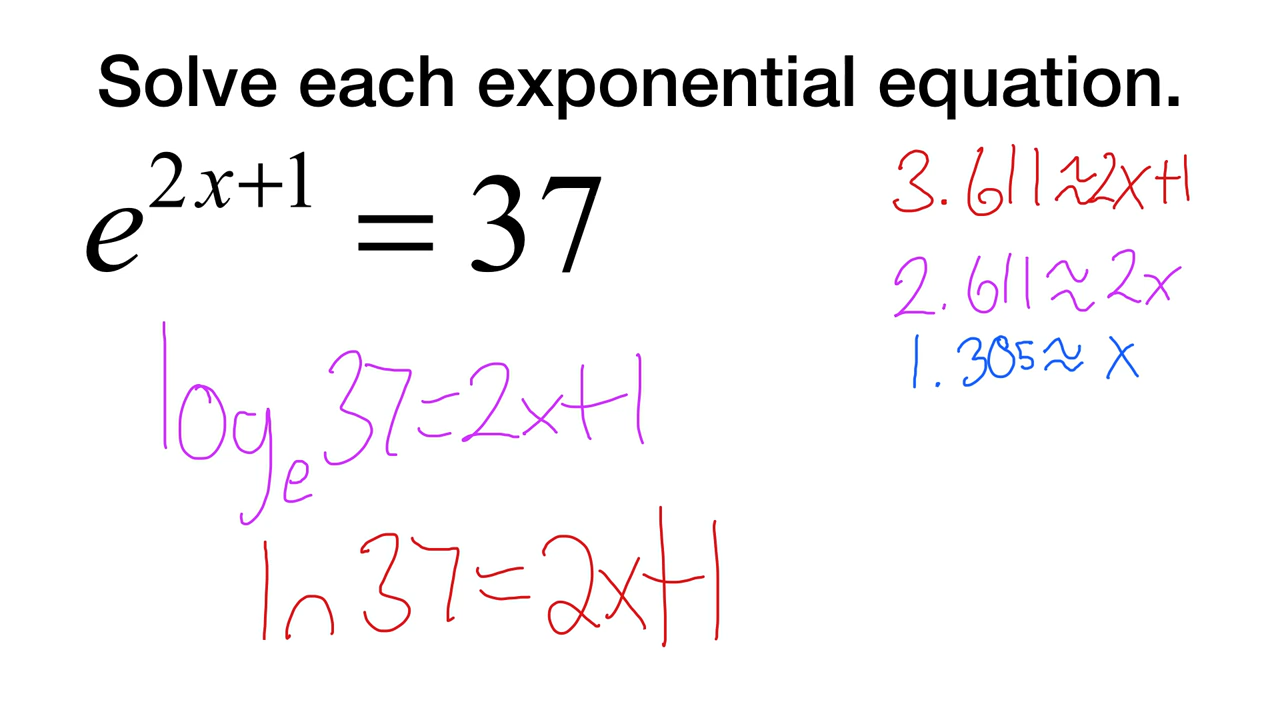 Solve each exponential equation.
e^{2x+1} = 37
log_e 37=2x+1
ln 37=2x+1
3.611≈2x+1
2.611≈2x
1.305≈x